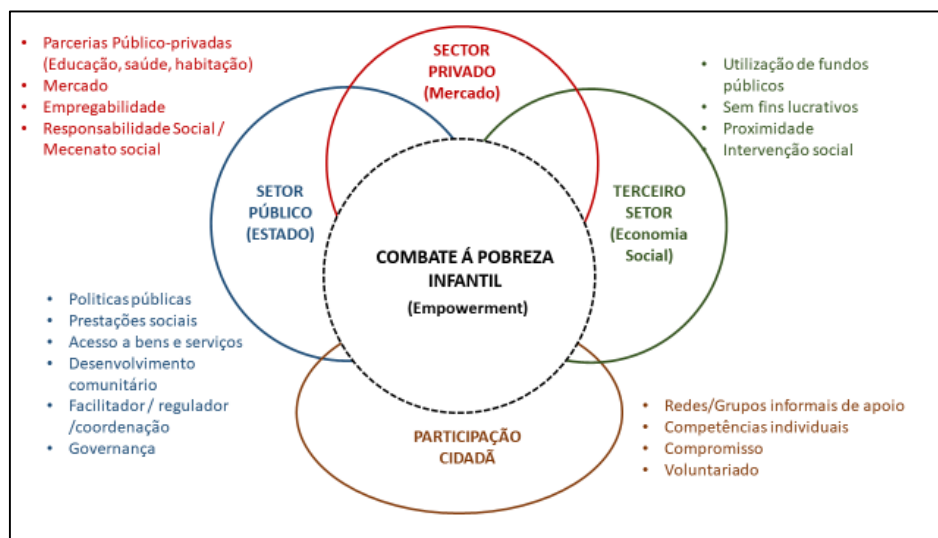 • Parcerias Público-privadas
(Educação, saúde, habitação)
• Mercado
• Empregabilidade
• Responsabilidade Social /
Mecenato social
SECTOR
PRIVADO
(Mercado)
• Utilização de fundos
públicos
• Sem fins lucrativos
• Proximidade
• Intervenção social
SETOR
PÚBLICO
(ESTADO)
TERCEIRO
SETOR
(Economia
Social)
COMBATE Á POBREZA
INFANTIL
(Empowerment)
• Politicas públicas
• Prestações sociais
• Acesso a bens e serviços
• Desenvolvimento
comunitário
• Facilitador / regulador
/coordenação
• Governança
PARTICIPAÇÃO
CIDADÃ
• Redes/Grupos informais de apoio
• Competências individuais
• Compromisso
• Voluntariado